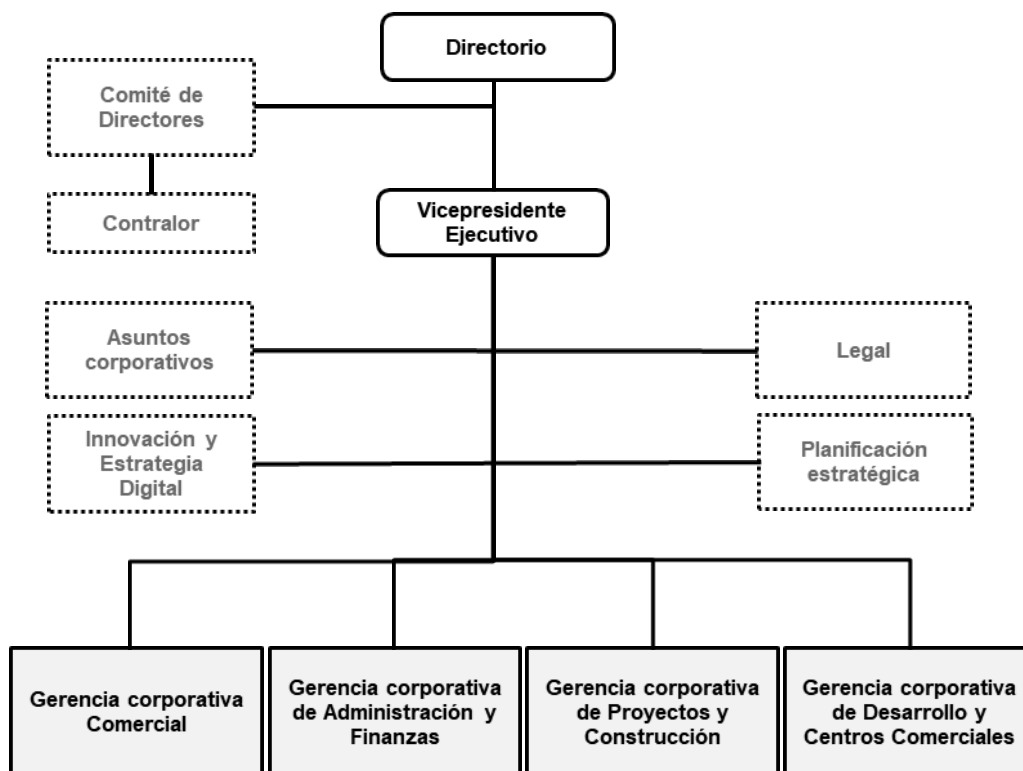 Directorio
Comité de
Directores
Contralor
Vicepresidente
Ejecutivo
Asuntos
corporativos
Legal
Innovación y
Estrategia
Digital
Planificación
estratégica
Gerencia corporativa
Comercial
Gerencia corporativa
de Administración y
Finanzas
Gerencia corporativa
de Proyectos y
Construcción
Gerencia corporativa
de Desarrollo y
Centros Comerciales